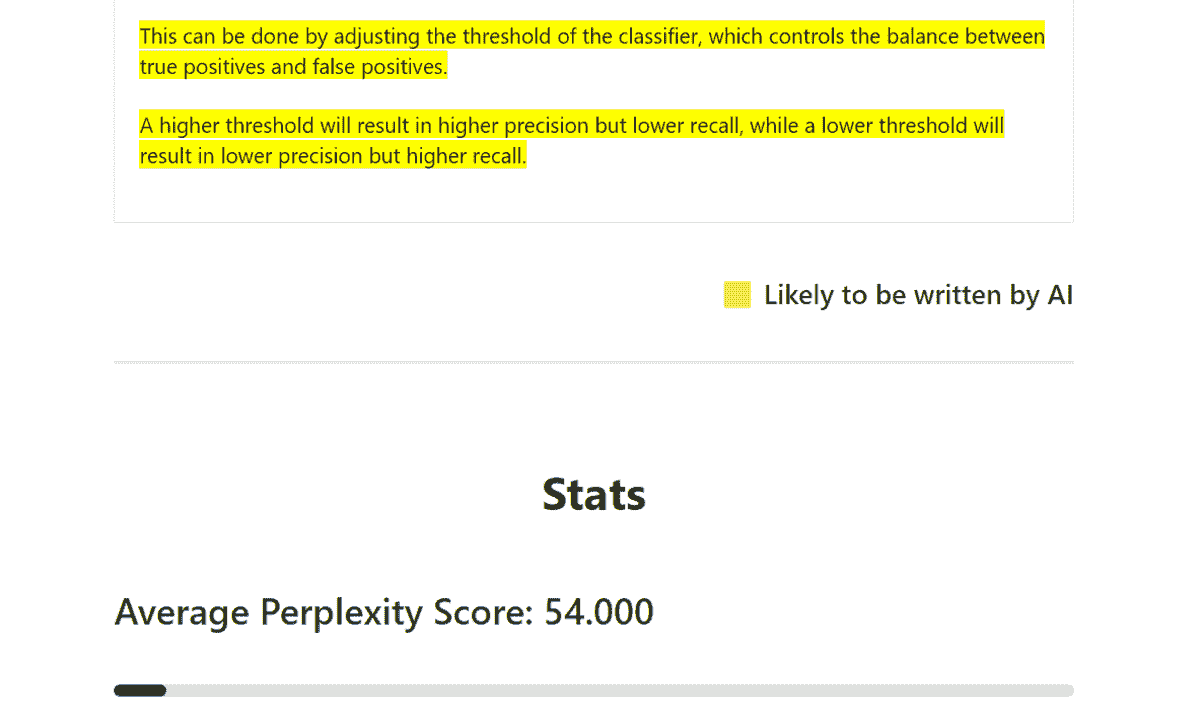 This can be done by adjusting the threshold of the classifier, which controls the balance between
true positives and false positives.
A higher threshold will result in higher precision but lower recall, while a lower threshold will
result in lower precision but higher recall.
Likely to be written by AI
Stats
Average Perplexity Score: 54.000